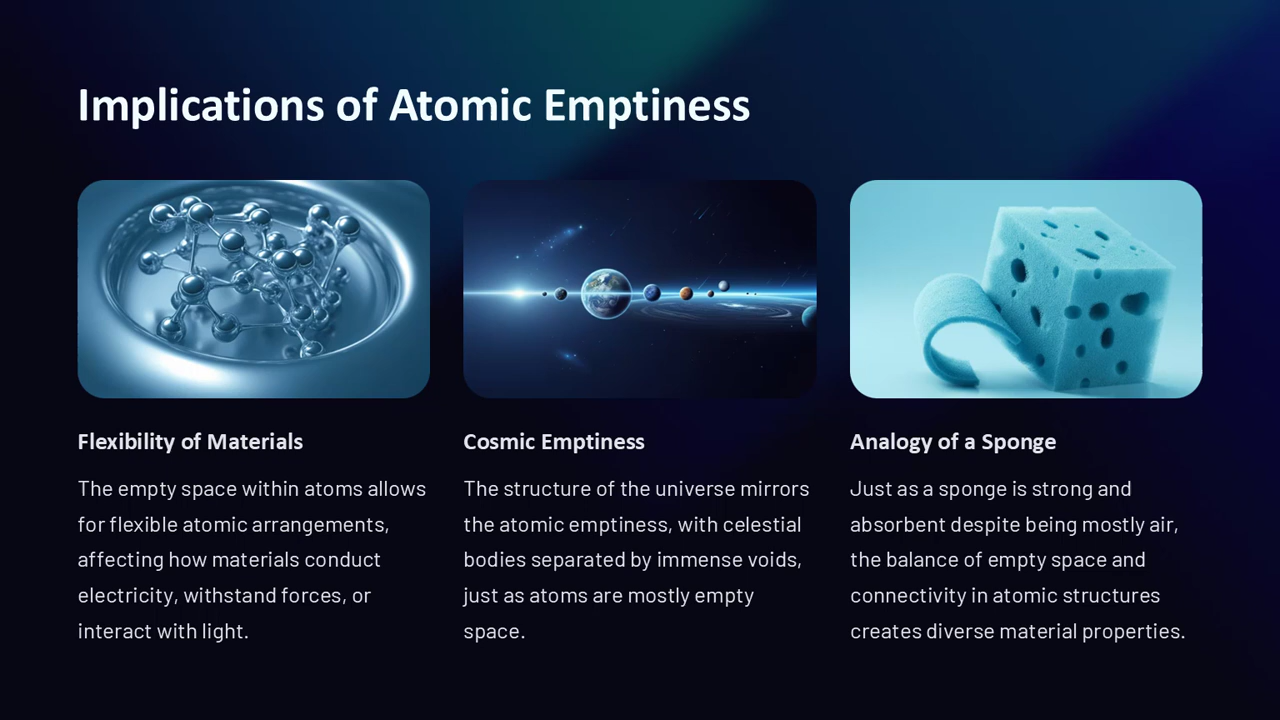 Implications of Atomic Emptiness
Flexibility of Materials
The empty space within atoms allows
for flexible atomic arrangements,
affecting how materials conduct
electricity, withstand forces, or
interact with light.
Cosmic Emptiness
The structure of the universe mirrors
the atomic emptiness, with celestial
bodies separated by immense voids,
just as atoms are mostly empty
space.
Analogy of a Sponge
Just as a sponge is strong and
absorbent despite being mostly air,
the balance of empty space and
connectivity in atomic structures
creates diverse material properties.